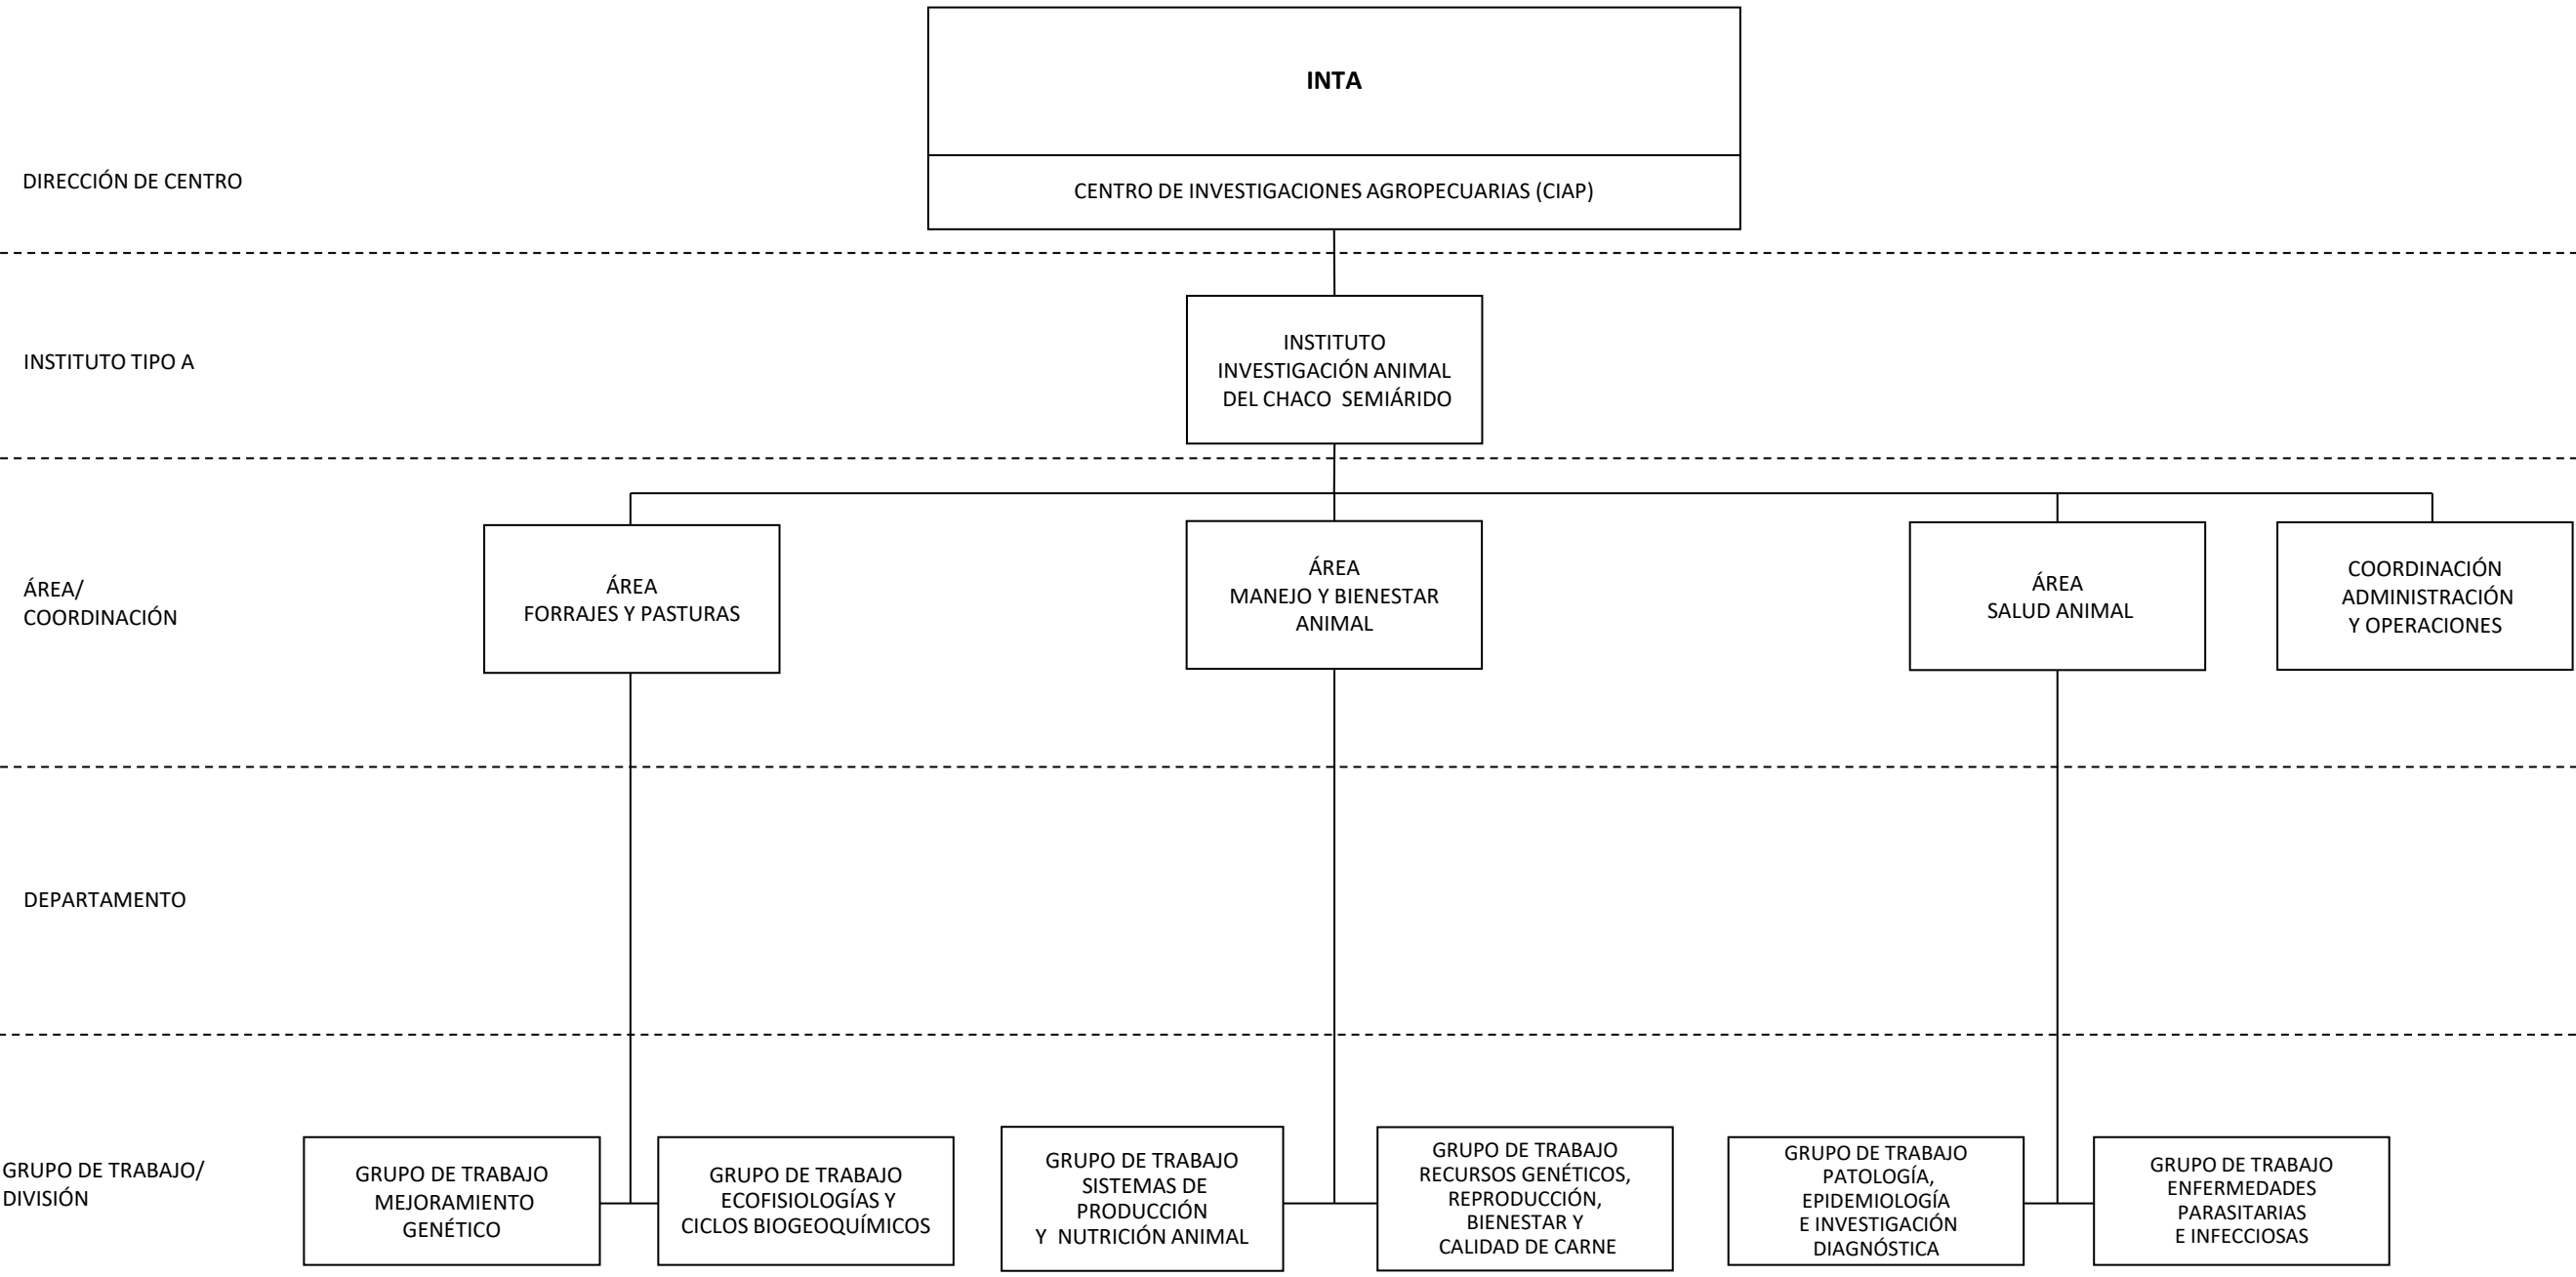 INTA
DIRECCIÓN DE CENTRO
CENTRO DE INVESTIGACIONES AGROPECUARIAS (CIAP)
INSTITUTO TIPO A
INSTITUTO
INVESTIGACIÓN ANIMAL
DEL CHACO SEMIÁRIDO
ÁREA/
COORDINACIÓN
ÁREA
FORRAJES Y PASTURAS
ÁREA
MANEJO Y BIENESTAR
ANIMAL
ÁREA
SALUD ANIMAL
COORDINACIÓN
ADMINISTRACIÓN
Y OPERACIONES
DEPARTAMENTO
GRUPO DE TRABAJO/
DIVISIÓN
GRUPO DE TRABAJO
MEJORAMIENTO
GENÉTICO
GRUPO DE TRABAJO
ECOFISIOLOGÍAS Y
CICLOS BIOGEOQUÍMICOS
GRUPO DE TRABAJO
SISTEMAS DE
PRODUCCIÓN
Y NUTRICIÓN ANIMAL
GRUPO DE TRABAJO
RECURSOS GENÉTICOS,
REPRODUCCIÓN,
BIENESTAR Y
CALIDAD DE CARNE
GRUPO DE TRABAJO
PATOLOGÍA,
EPIDEMIOLOGÍA
E INVESTIGACIÓN
DIAGNÓSTICA
GRUPO DE TRABAJO
ENFERMEDADES
PARASITARIAS
E INFECCIOSAS